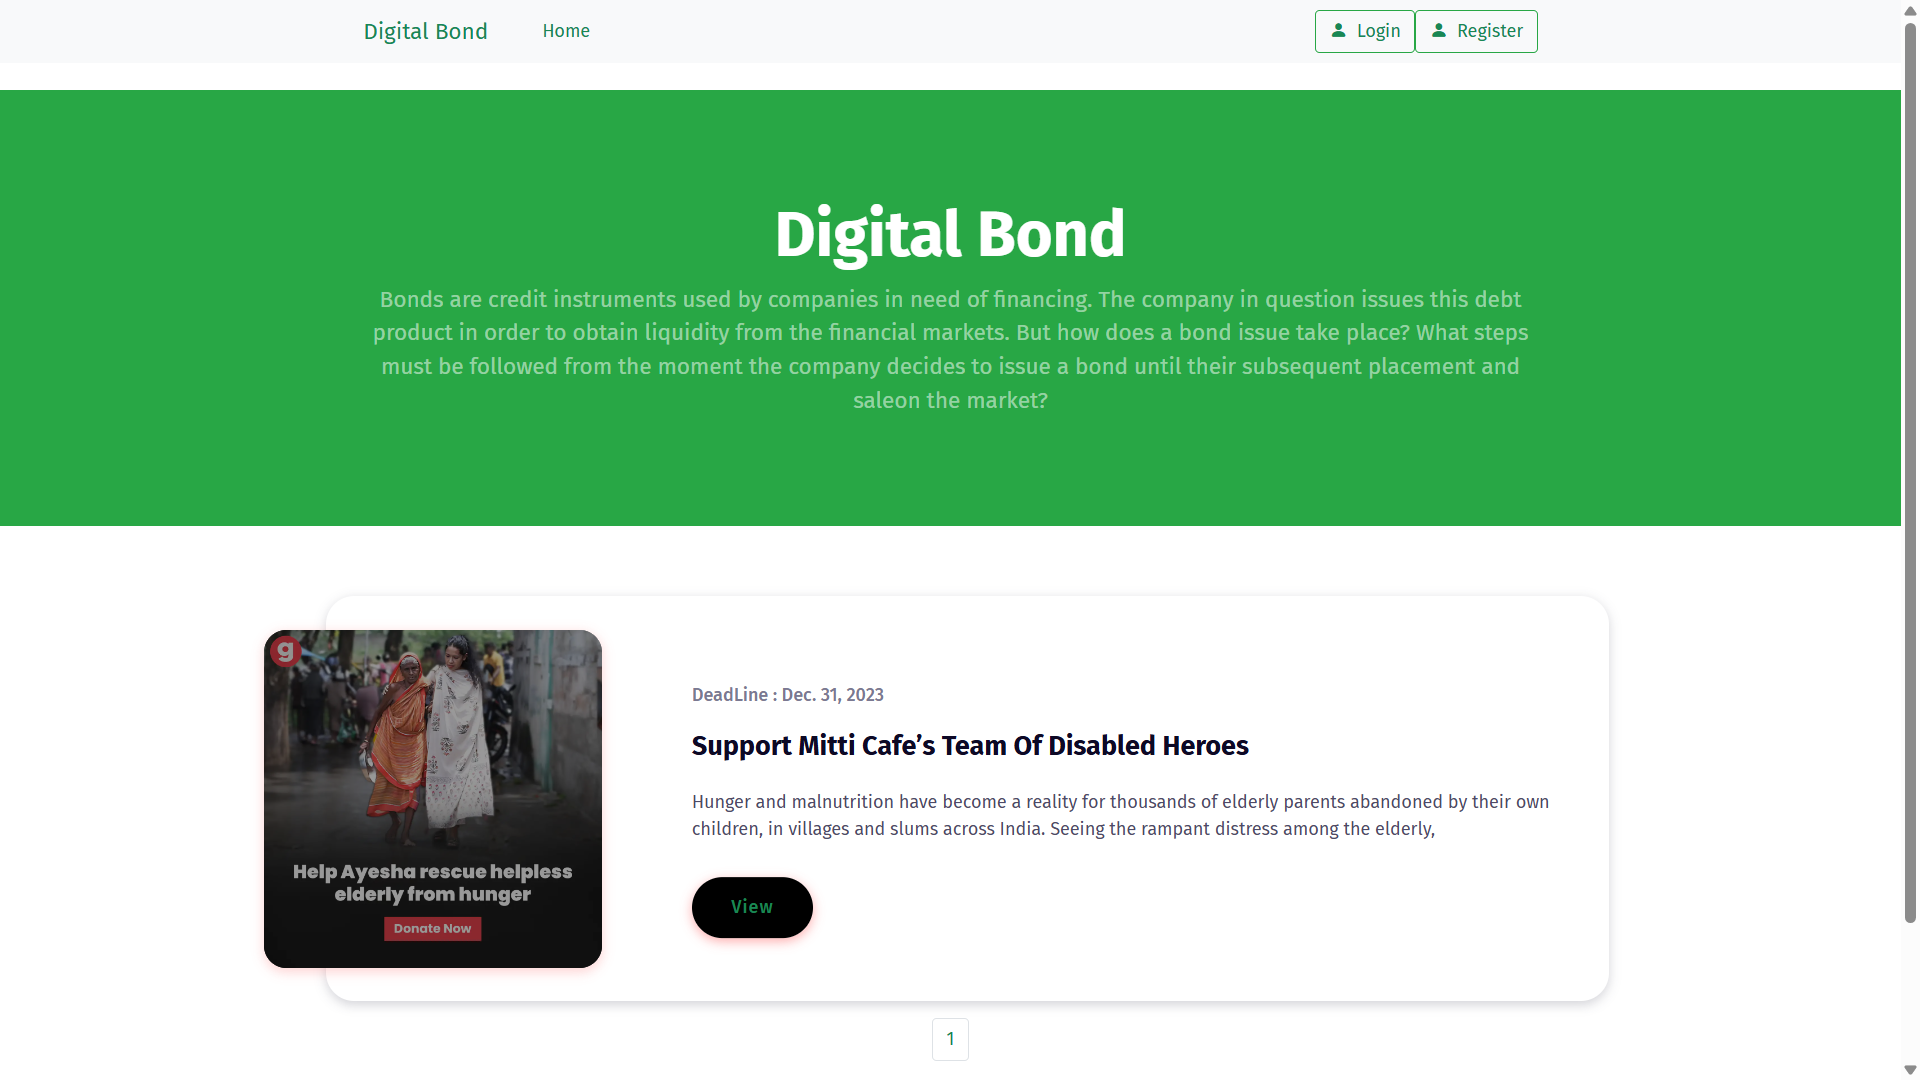 Digital Bond
Home
Login
Register
Digital Bond
Bonds are credit instruments used by companies in need of financing. The company in question issues this debt
product in order to obtain liquidity from the financial markets. But how does a bond issue take place? What steps
must be followed from the moment the company decides to issue a bond until their subsequent placement and
saleon the market?
g
Help Ayesha rescue helpless
elderly from hunger
Donate Now
DeadLine : Dec. 31, 2023
Support Mitti Cafe’s Team Of Disabled Heroes
Hunger and malnutrition have become a reality for thousands of elderly parents abandoned by their own
children, in villages and slums across India. Seeing the rampant distress among the elderly,
View
1